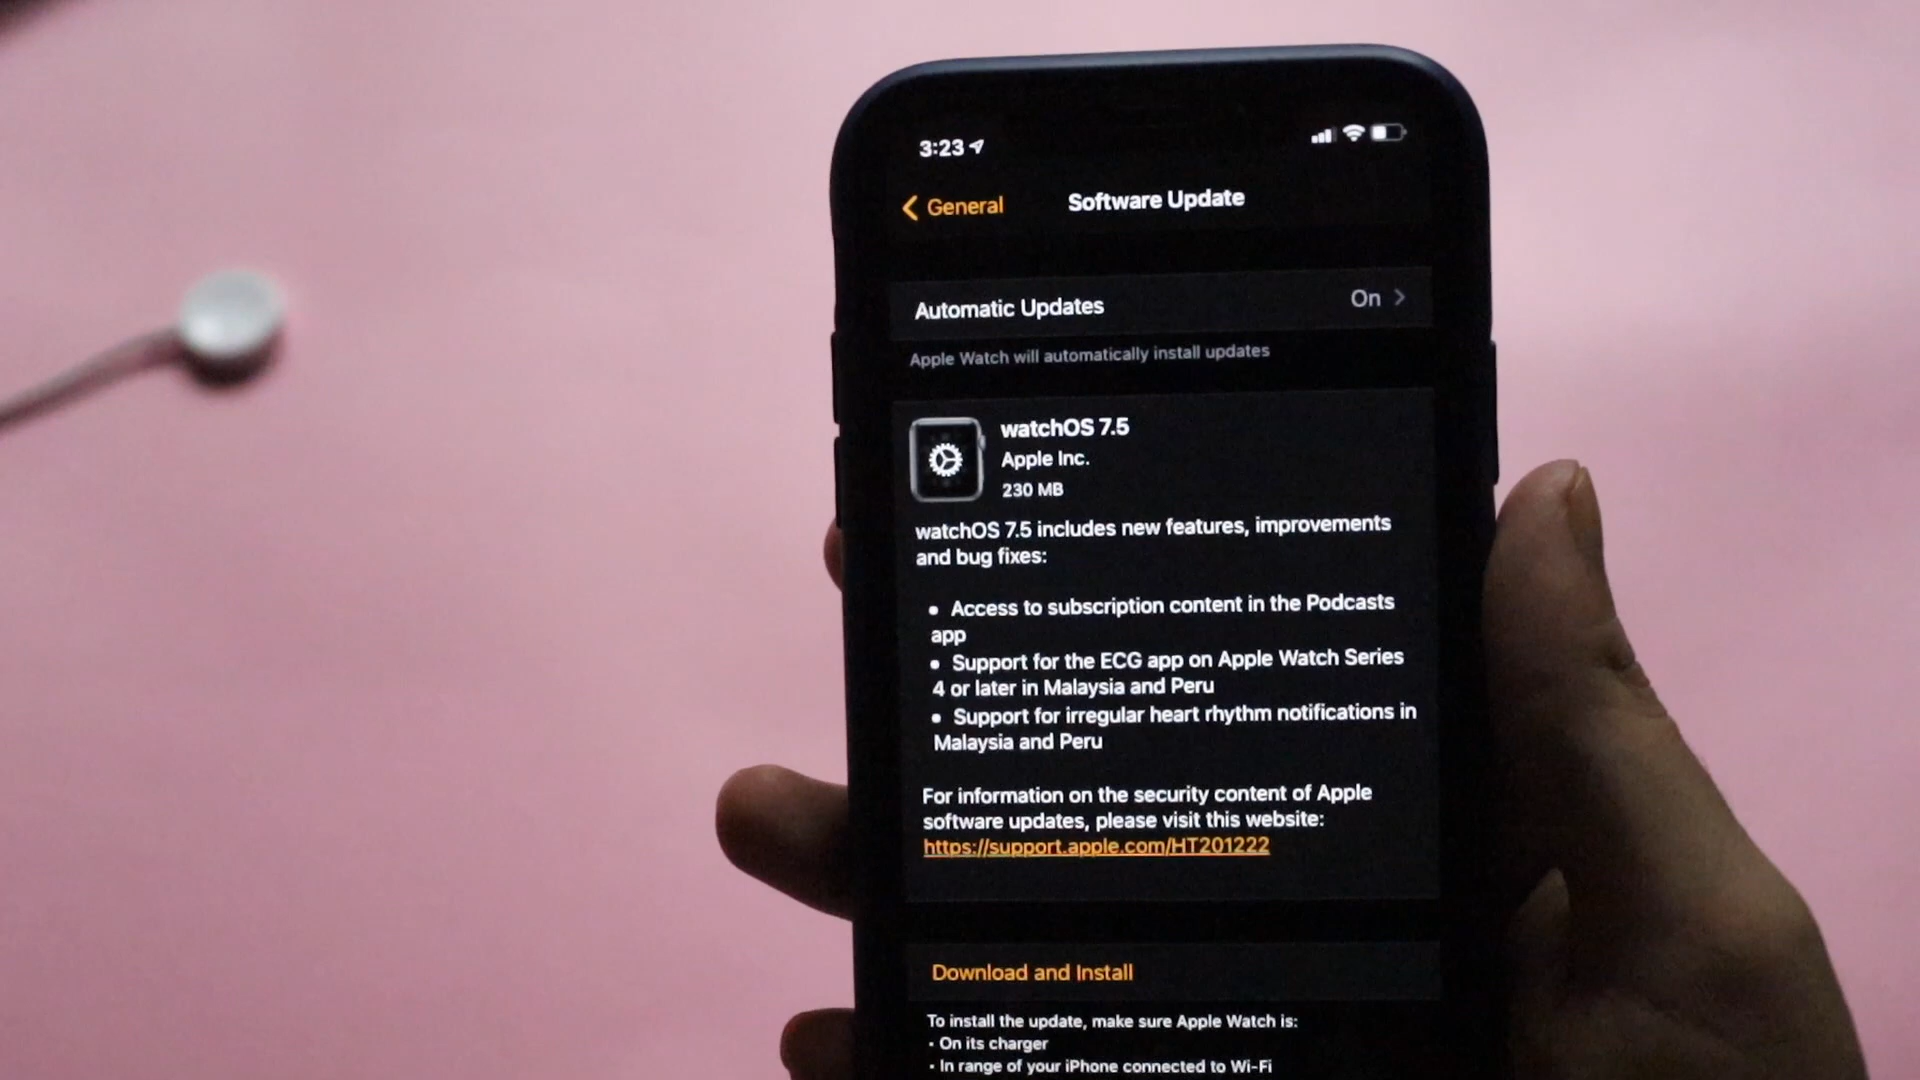 3:23
General
Software Update
Automatic Updates
On
Apple Watch will automatically install updates
watchOS 7.5
Apple Inc.
230 MB
watchOS 7.5 includes new features, improvements
and bug fixes:
• Access to subscription content in the Podcasts
app
• Support for the ECG app on Apple Watch Series
4 or later in Malaysia and Peru
• Support for irregular heart rhythm notifications in
Malaysia and Peru
For information on the security content of Apple
software updates, please visit this website:
https://support.apple.com/HT201222
Download and Install
To install the update, make sure Apple Watch is:
• On its charger
• In range of your iPhone connected to Wi-Fi